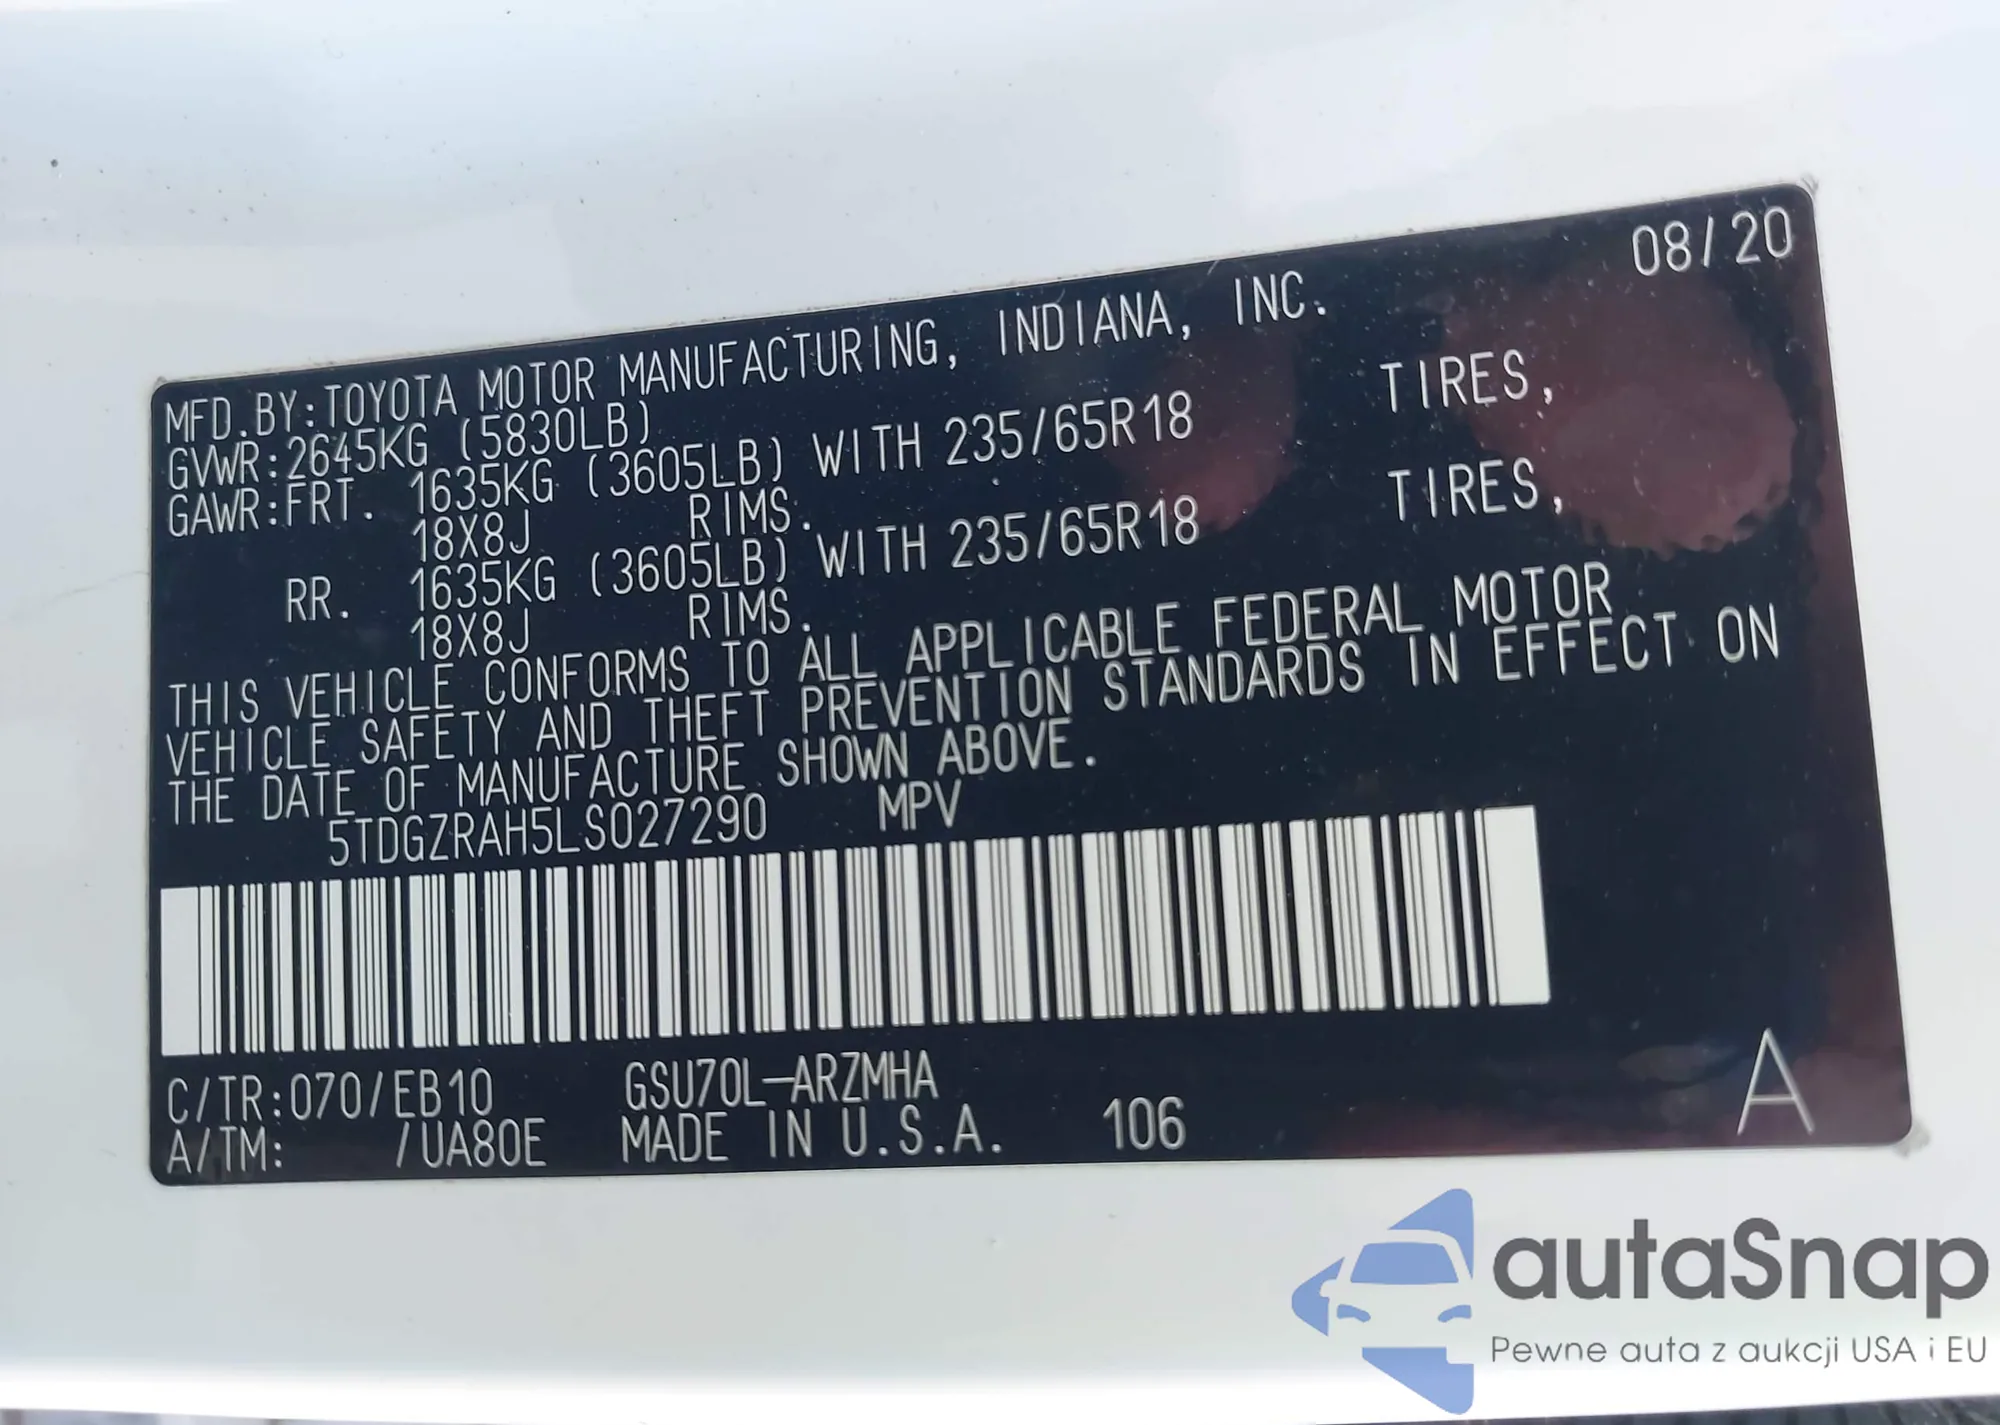 08/20
MFD.BY:TOYOTA MOTOR MANUFACTURING, INDIANA, INC.
GVWR:2645KG (5830LB)
GAWR:FRT. 1635KG (3605LB) WITH 235/65R18 TIRES,
18X8J RIMS.
RR. 1635KG (3605LB) WITH 235/65R18 TIRES,
18X8J RIMS.
THIS VEHICLE CONFORMS TO ALL APPLICABLE FEDERAL MOTOR
VEHICLE SAFETY AND THEFT PREVENTION STANDARDS IN EFFECT ON
THE DATE OF MANUFACTURE SHOWN ABOVE.
5TDGZRAH5LS027290 MPV
C/TR:070/EB10 GSU70L-ARZMHA
A/TM: /UA80E MADE IN U.S.A. 106 A
autaSnap
Pewne auta z aukcji USA i EU